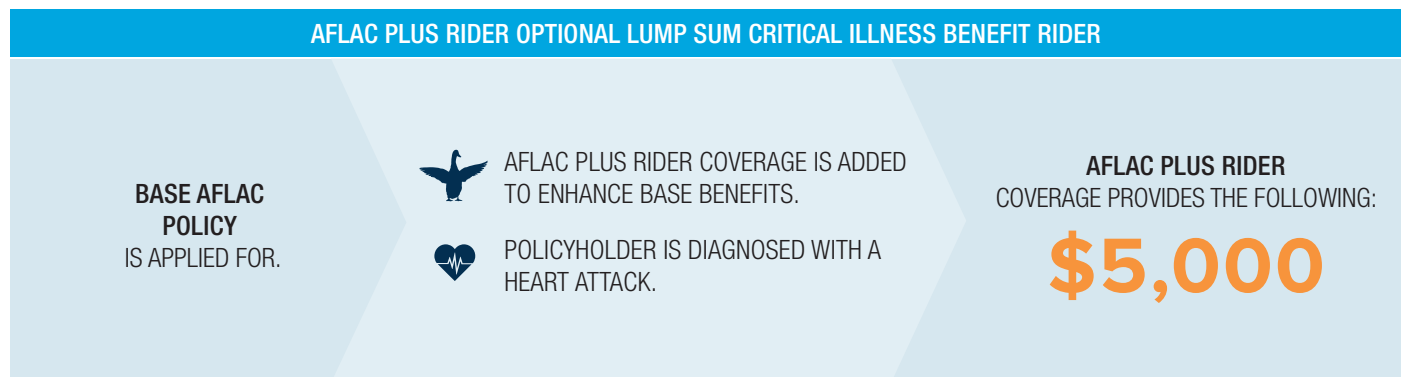 AFLAC PLUS RIDER OPTIONAL LUMP SUM CRITICAL ILLNESS BENEFIT RIDER
BASE AFLAC
POLICY
IS APPLIED FOR.
AFLAC PLUS RIDER COVERAGE IS ADDED
TO ENHANCE BASE BENEFITS.
POLICYHOLDER IS DIAGNOSED WITH A
HEART ATTACK.
AFLAC PLUS RIDER
COVERAGE PROVIDES THE FOLLOWING:
$5,000